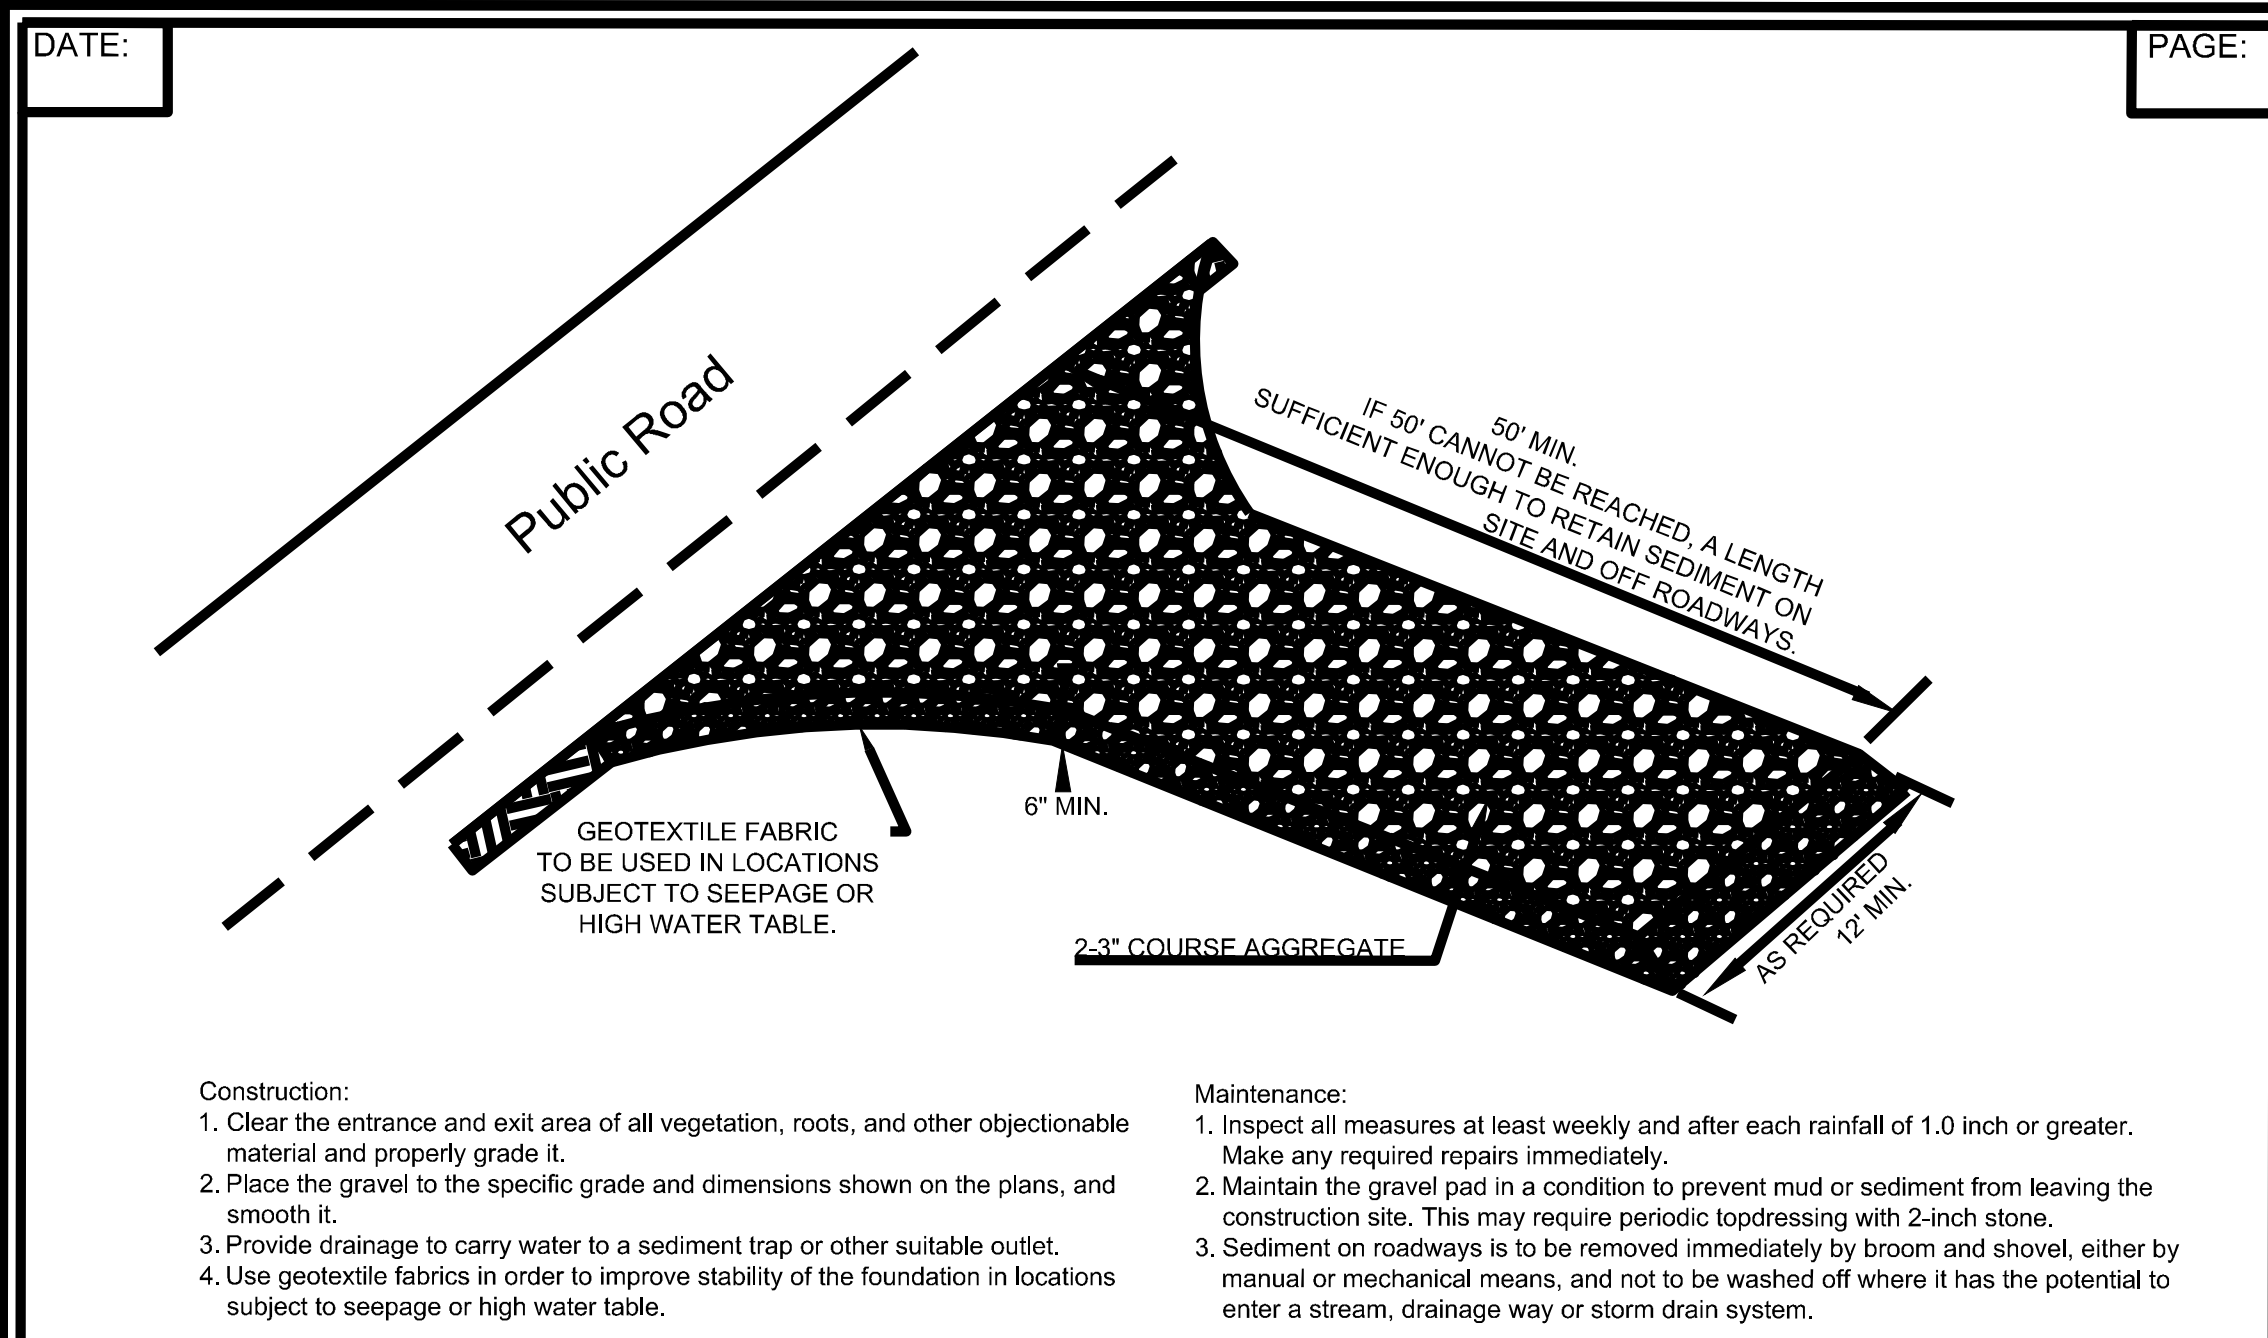 DATE:
PAGE:
Public Road
50' MIN.
IF 50' CANNOT BE REACHED, A LENGTH
SUFFICIENT ENOUGH TO RETAIN SEDIMENT ON
SITE AND OFF ROADWAYS.
GEOTEXTILE FABRIC
TO BE USED IN LOCATIONS
SUBJECT TO SEEPAGE OR
HIGH WATER TABLE.
6" MIN.
2-3" COURSE AGGREGATE
AS REQUIRED
12' MIN.
Construction:
1. Clear the entrance and exit area of all vegetation, roots, and other objectionable
material and properly grade it.
2. Place the gravel to the specific grade and dimensions shown on the plans, and
smooth it.
3. Provide drainage to carry water to a sediment trap or other suitable outlet.
4. Use geotextile fabrics in order to improve stability of the foundation in locations
subject to seepage or high water table.
Maintenance:
1. Inspect all measures at least weekly and after each rainfall of 1.0 inch or greater.
Make any required repairs immediately.
2. Maintain the gravel pad in a condition to prevent mud or sediment from leaving the
construction site. This may require periodic topdressing with 2-inch stone.
3. Sediment on roadways is to be removed immediately by broom and shovel, either by
manual or mechanical means, and not to be washed off where it has the potential to
enter a stream, drainage way or storm drain system.